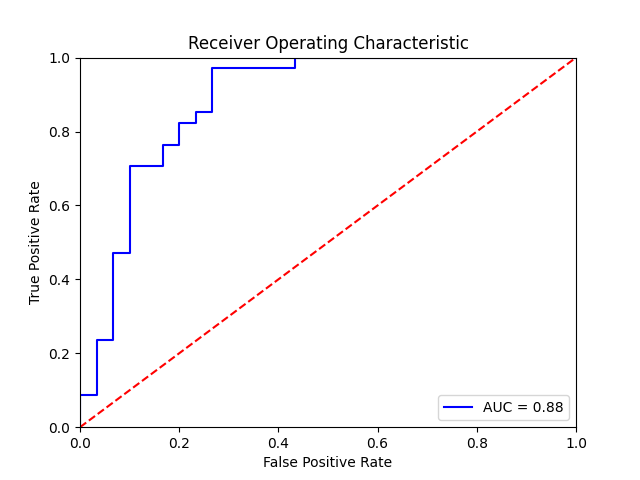 Receiver Operating Characteristic
True Positive Rate
1.0
0.8
0.6
0.4
0.2
0.0
AUC = 0.88
0.0 0.2 0.4 0.6 0.8 1.0
False Positive Rate